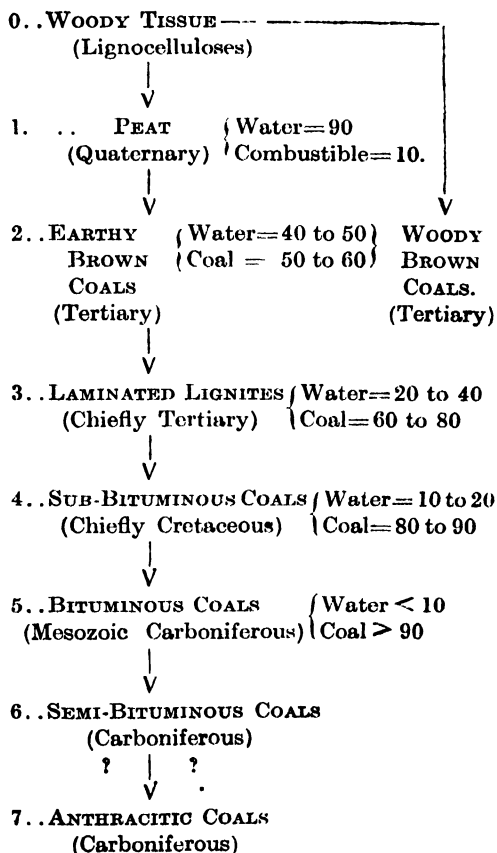 0..WOODY TISSUE
(Lignocelluloses)
1. .. PEAT {Water=90
(Quaternary) {Combustible=10.
2..EARTHY {Water=40 to 50} WOODY
BROWN {Coal = 50 to 60} BROWN
COALS COALS.
(Tertiary) (Tertiary)
3..LAMINATED LIGNITES {Water=20 to 40
(Chiefly Tertiary) {Coal=60 to 80
4..SUB-BITUMINOUS COALS {Water=10 to 20
(Chiefly Cretaceous) {Coal=80 to 90
5..BITUMINOUS COALS {Water < 10
(Mesozoic Carboniferous) {Coal > 90
6..SEMI-BITUMINOUS COALS
(Carboniferous)
? ?
7..ANTHRACITIC COALS
(Carboniferous)